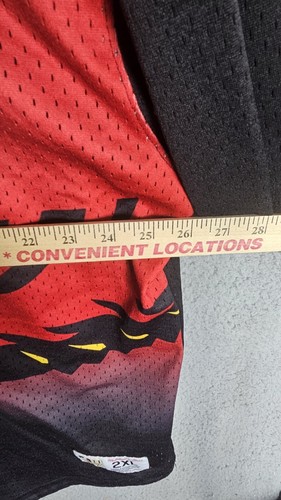 22 23 24 25 26 27 28
* CONVENIENT LOCATIONS
2XL